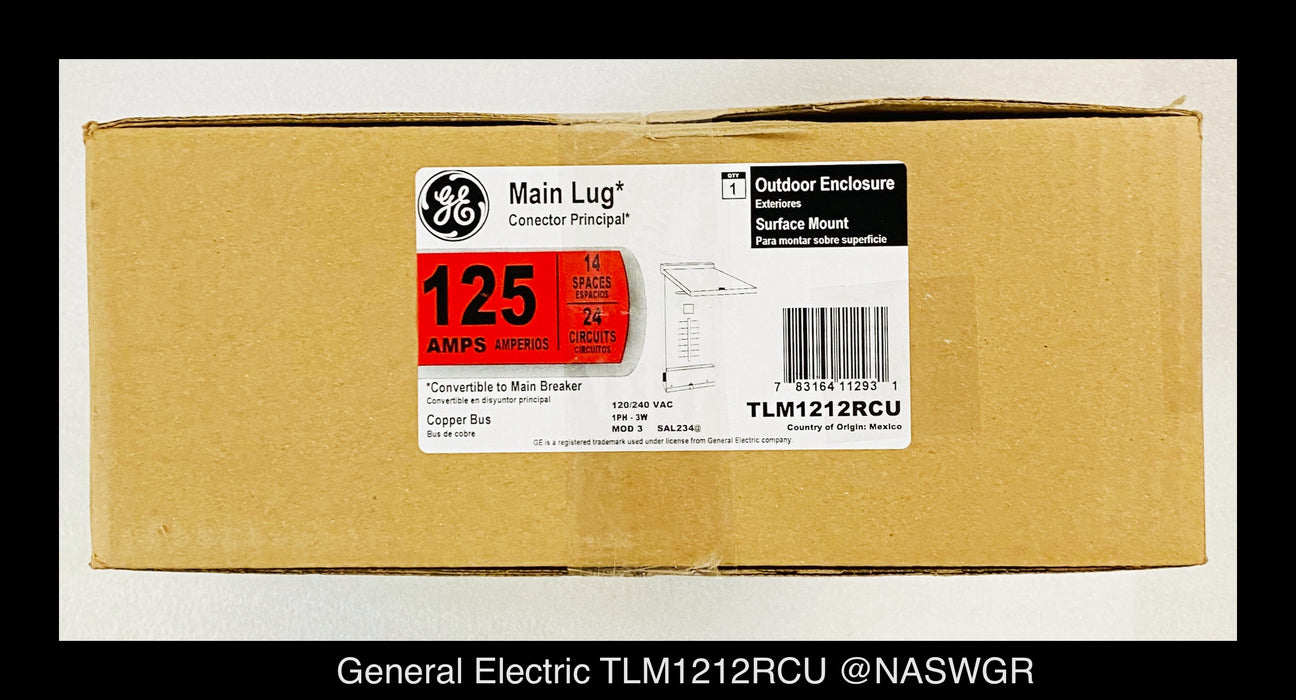 GE
Main Lug*
Conector Principal*
QTY
1
Outdoor Enclosure
Exteriores
Surface Mount
Para montar sobre superficie
125
AMPS AMPERIOS
14
SPACES
ESPACIOS
24
CIRCUITS
CIRCUITOS
*Convertible to Main Breaker
Convertible en disyuntor principal
Copper Bus
Bus de cobre
120/240 VAC
1PH - 3W
MOD 3 SAL234@
7 83164 11293 1
TLM1212RCU
Country of Origin: Mexico
GE is a registered trademark used under license from General Electric company.
General Electric TLM1212RCU @NASWGR